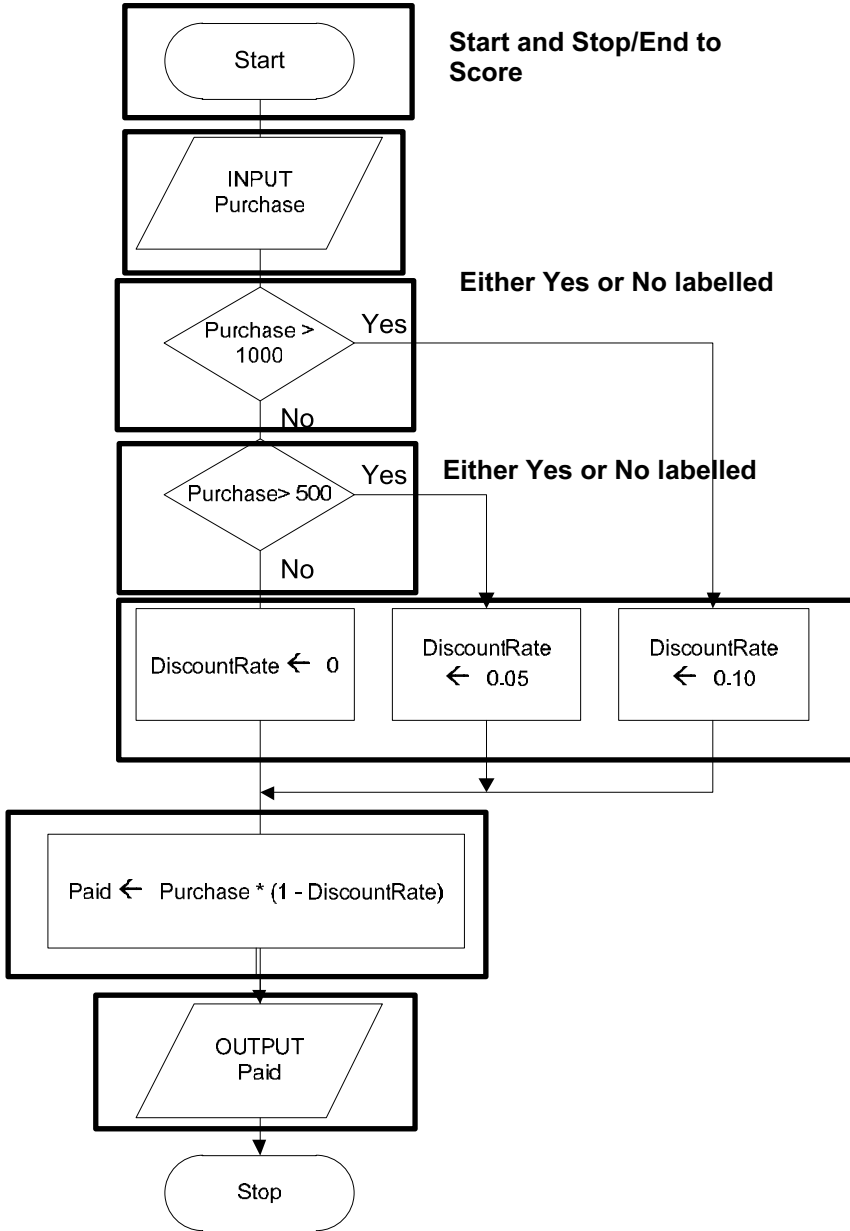 Start
Start and Stop/End to
Score
INPUT
Purchase
Either Yes or No labelled
Purchase >
1000
Yes
No
Either Yes or No labelled
Purchase> 500
Yes
No
DiscountRate ← 0
DiscountRate
← 0.05
DiscountRate
← 0.10
Paid ← Purchase * (1 - DiscountRate)
OUTPUT
Paid
Stop